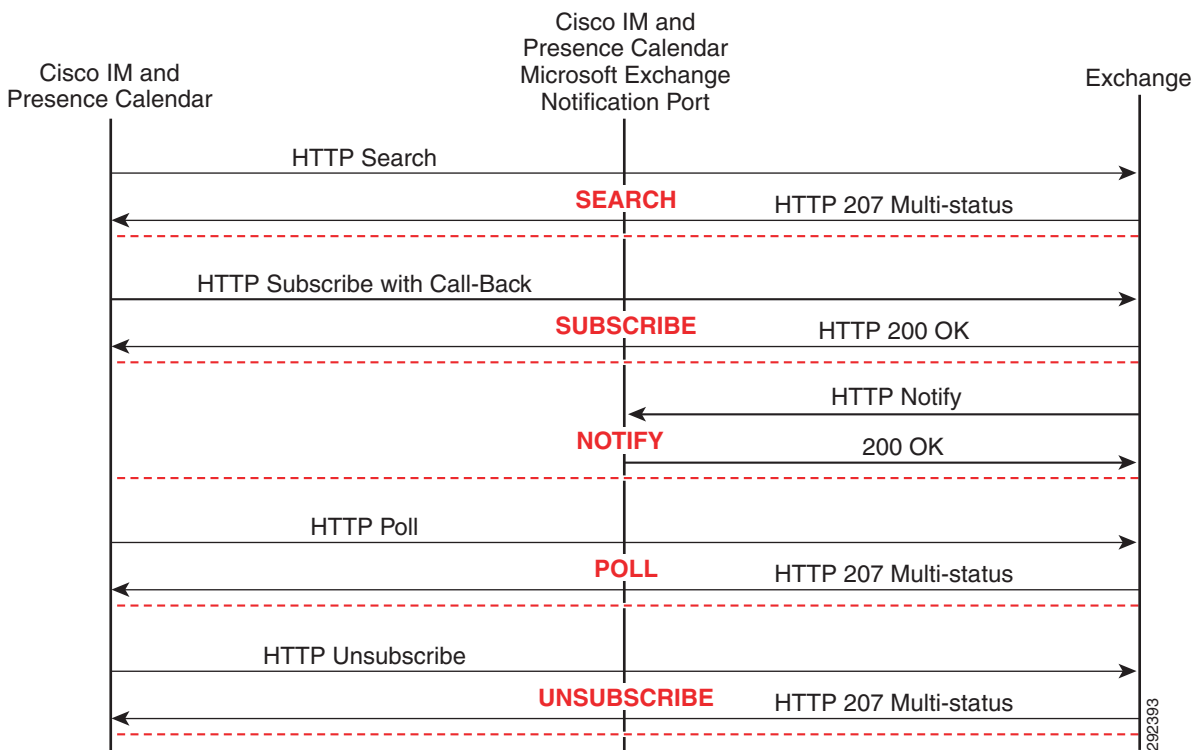 Cisco IM and
Presence Calendar
Cisco IM and
Presence Calendar
Microsoft Exchange
Notification Port
Exchange
HTTP Search
SEARCH
HTTP 207 Multi-status
HTTP Subscribe with Call-Back
SUBSCRIBE
HTTP 200 OK
HTTP Notify
NOTIFY
200 OK
HTTP Poll
POLL
HTTP 207 Multi-status
HTTP Unsubscribe
UNSUBSCRIBE
HTTP 207 Multi-status
292393